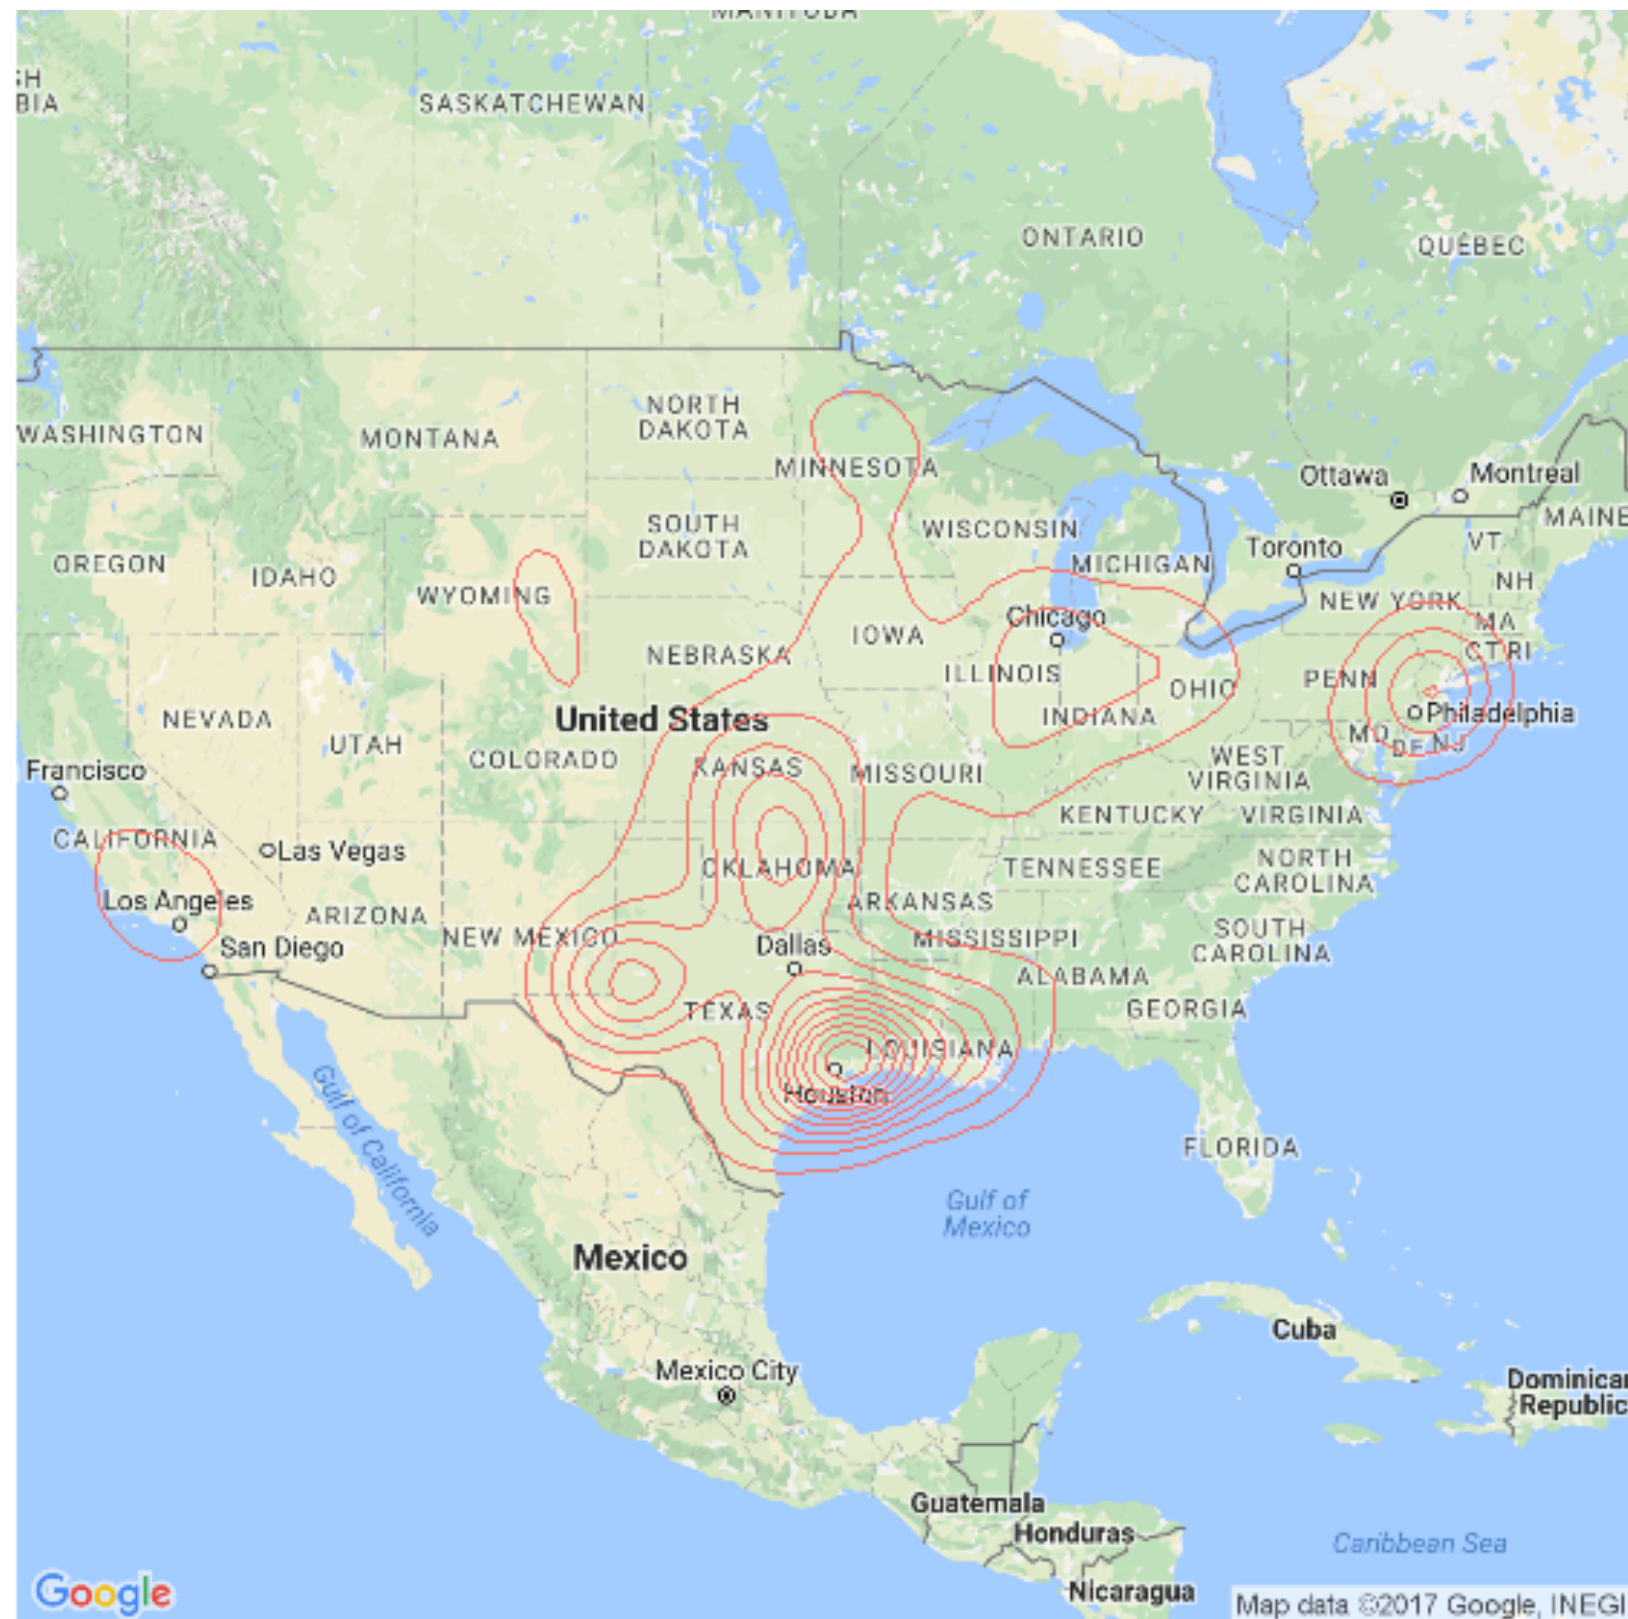 MANITOBA
SH
BIA
SASKATCHEWAN
ONTARIO
QUÉBEC
NORTH
DAKOTA
WASHINGTON
MONTANA
MINNESOTA
Ottawa
Montreal
MAINE
SOUTH
DAKOTA
WISCONSIN
VT
OREGON
IDAHO
WYOMING
MICHIGAN
Toronto
NH
NEW YORK
MA
CT RI
Chicago
IOWA
NEBRASKA
ILLINOIS
OHIO
PENN
NEVADA
United States
INDIANA
Philadelphia
UTAH
COLORADO
KANSAS
MISSOURI
WEST
VIRGINIA
MD
DE NJ
Francisco
KENTUCKY
VIRGINIA
CALIFORNIA
Las Vegas
OKLAHOMA
TENNESSEE
NORTH
CAROLINA
Los Angeles
ARIZONA
ARKANSAS
San Diego
NEW MEXICO
Dallas
MISSISSIPPI
SOUTH
CAROLINA
ALABAMA
TEXAS
GEORGIA
LOUISIANA
Houston
Gulf of California
FLORIDA
Gulf of
Mexico
Mexico
Cuba
Mexico City
Dominican
Republic
Guatemala
Honduras
Caribbean Sea
Nicaragua
Google
Map data ©2017 Google, INEGI